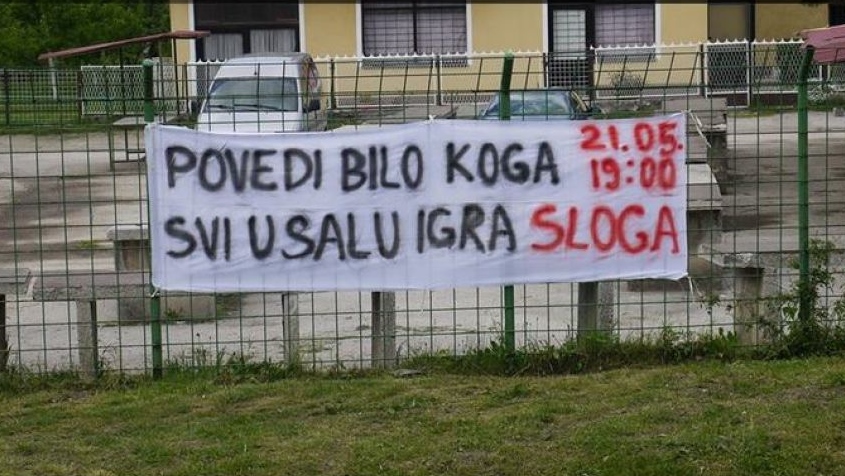 POVEDI BILO KOGA 21.05.
19:00
SVI U SALU IGRA SLOGA